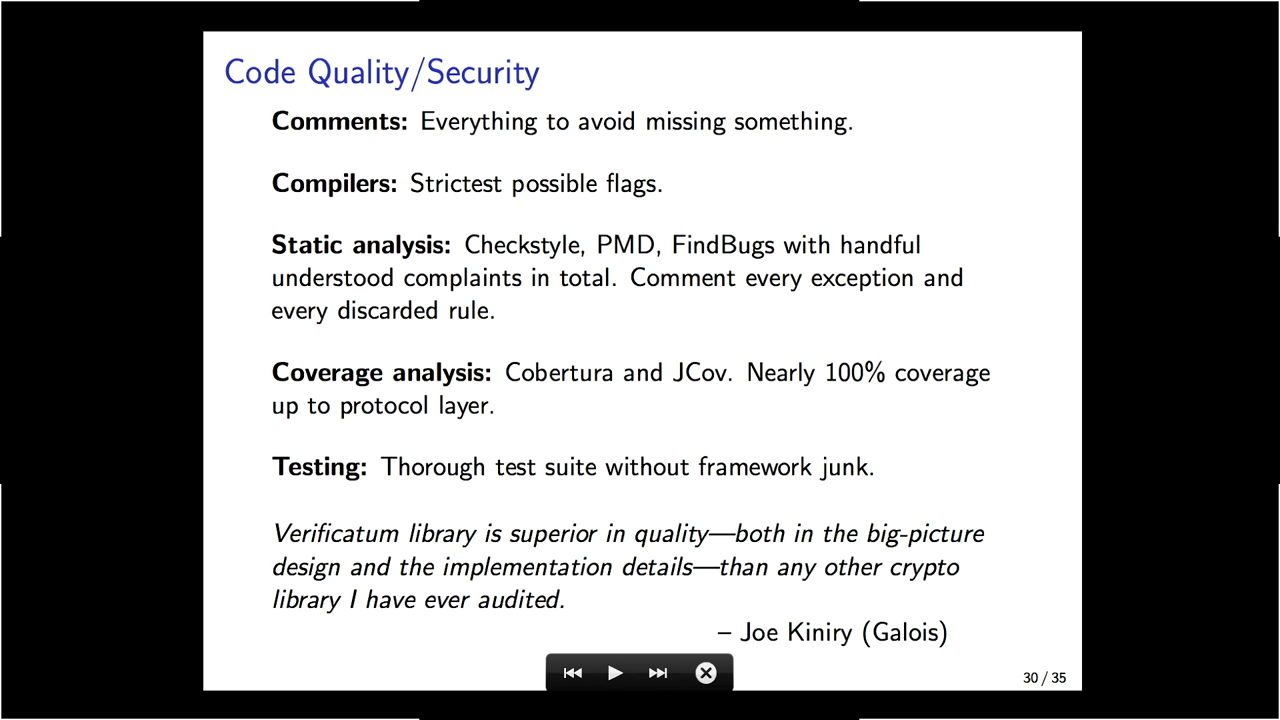 Code Quality/Security
Comments: Everything to avoid missing something.
Compilers: Strictest possible flags.
Static analysis: Checkstyle, PMD, FindBugs with handful
understood complaints in total. Comment every exception and
every discarded rule.
Coverage analysis: Cobertura and JCov. Nearly 100% coverage
up to protocol layer.
Testing: Thorough test suite without framework junk.
Verificatum library is superior in quality—both in the big-picture
design and the implementation details—than any other crypto
library I have ever audited.
– Joe Kiniry (Galois)
30 / 35